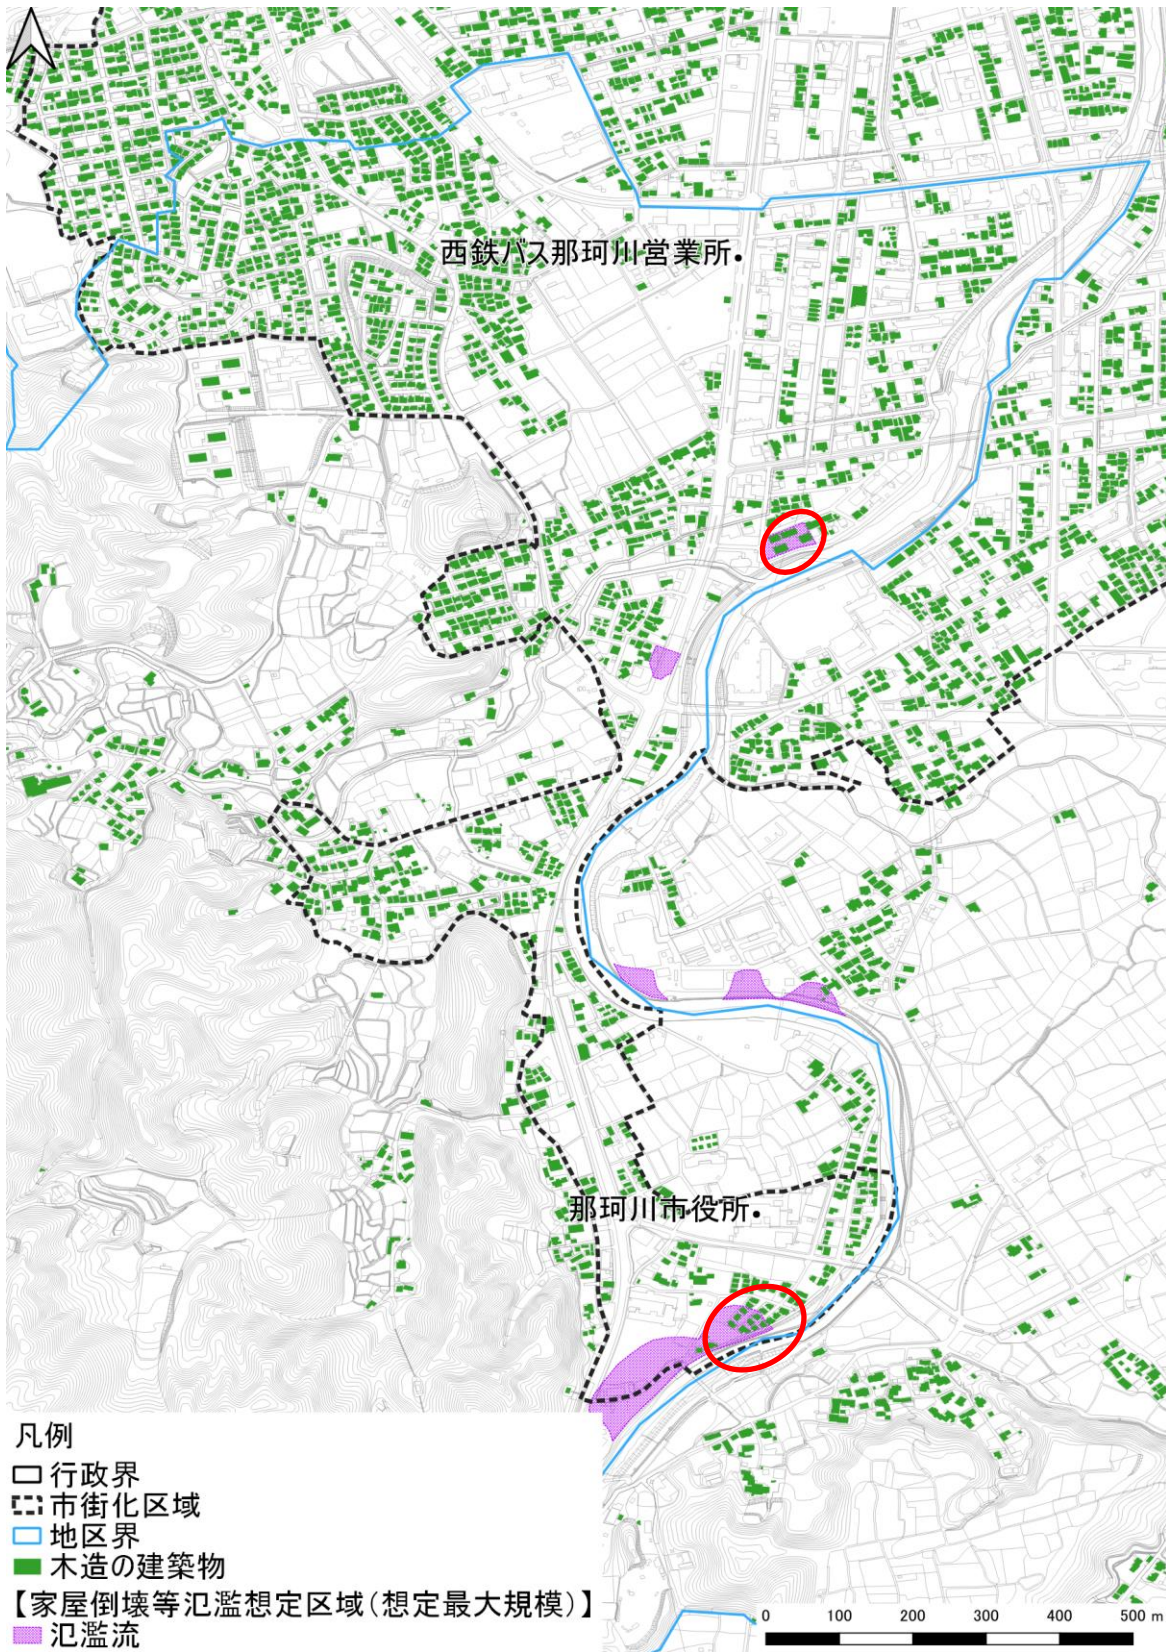 西鉄バス那珂川営業所
那珂川市役所
凡例
行政界
市街化区域
地区界
木造の建築物
【家屋倒壊等氾濫想定区域(想定最大規模)】
氾濫流
0 100 200 300 400 500 m